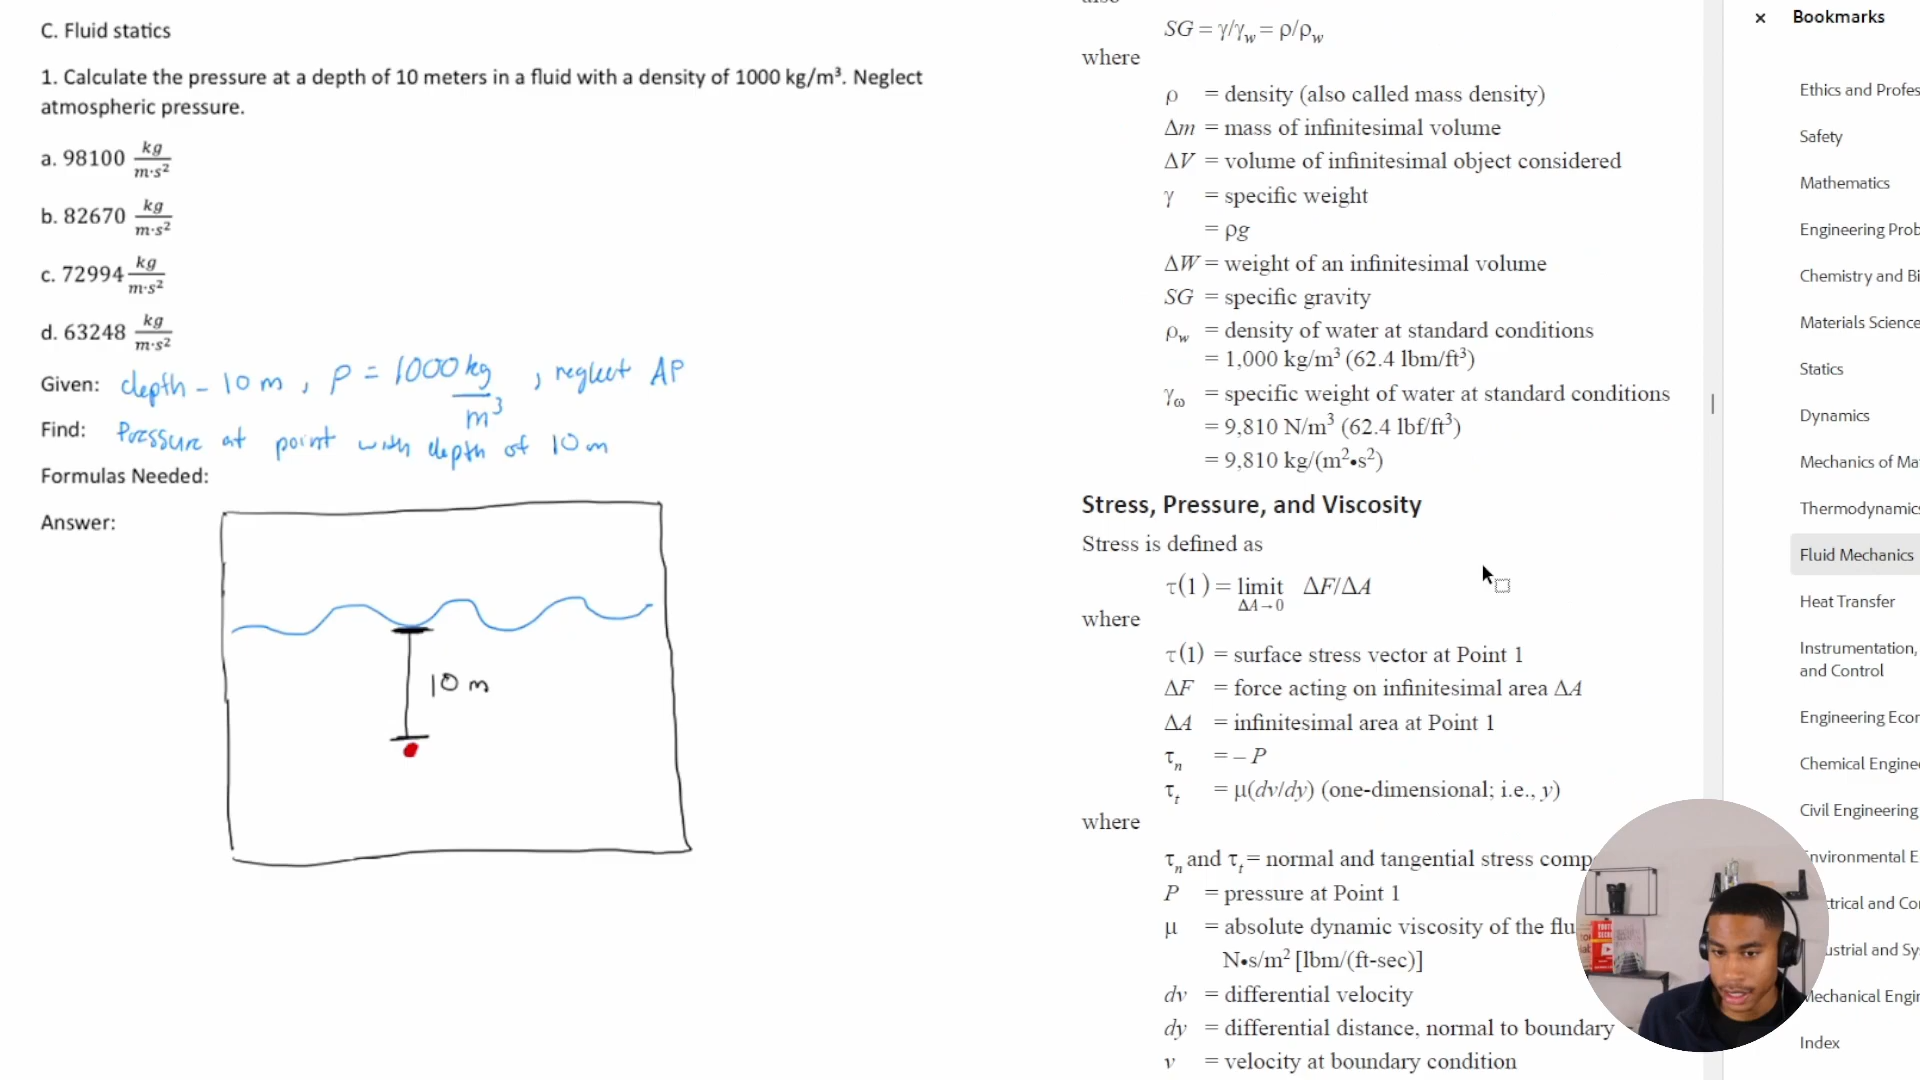 C. Fluid statics
1. Calculate the pressure at a depth of 10 meters in a fluid with a density of 1000 kg/m³. Neglect
atmospheric pressure.
a. 98100 kg/m·s²
b. 82670 kg/m·s²
c. 72994 kg/m·s²
d. 63248 kg/m·s²
Given: depth - 10 m, ρ = 1000 kg/m³, neglect AP
Find: Pressure at point with depth of 10 m
Formulas Needed:
Answer:
10 m
SG = γ/γw = ρ/ρw
where
ρ = density (also called mass density)
Δm = mass of infinitesimal volume
ΔV = volume of infinitesimal object considered
γ = specific weight
= ρg
ΔW = weight of an infinitesimal volume
SG = specific gravity
ρw = density of water at standard conditions
= 1,000 kg/m³ (62.4 lbm/ft³)
γω = specific weight of water at standard conditions
= 9,810 N/m³ (62.4 lbf/ft³)
= 9,810 kg/(m²•s²)
Stress, Pressure, and Viscosity
Stress is defined as
τ(1) = limit ΔF/ΔA
ΔA→0
where
τ(1) = surface stress vector at Point 1
ΔF = force acting on infinitesimal area ΔA
ΔA = infinitesimal area at Point 1
τn = – P
τt = μ(dv/dy) (one-dimensional; i.e., y)
where
τn and τt = normal and tangential stress comp
P = pressure at Point 1
μ = absolute dynamic viscosity of the flu
N•s/m² [lbm/(ft-sec)]
dv = differential velocity
dy = differential distance, normal to boundary
v = velocity at boundary condition
× Bookmarks
Ethics and Profes
Safety
Mathematics
Engineering Prob
Chemistry and Bi
Materials Science
Statics
Dynamics
Mechanics of Ma
Thermodynamics
Fluid Mechanics
Heat Transfer
Instrumentation,
and Control
Engineering Econ
Chemical Enginee
Civil Engineering
nvironmental E
ctrical and Co
ustrial and Sy
Mechanical Engin
Index